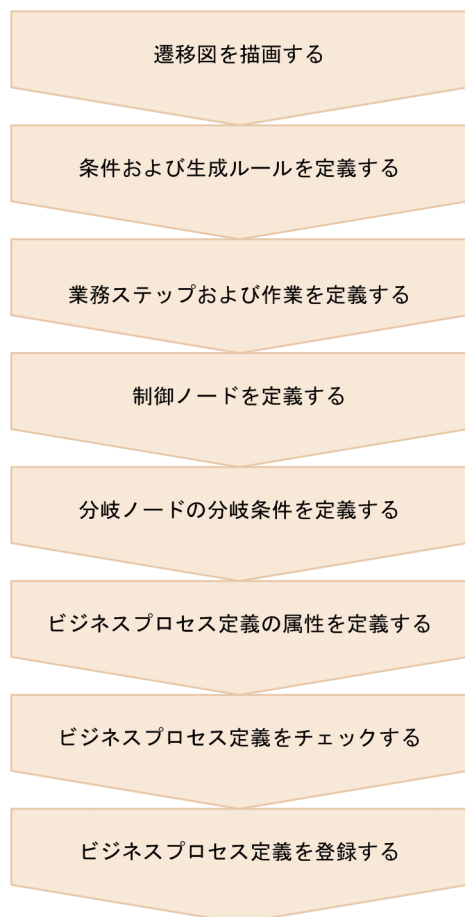 遷移図を描画する
条件および生成ルールを定義する
業務ステップおよび作業を定義する
制御ノードを定義する
分岐ノードの分岐条件を定義する
ビジネスプロセス定義の属性を定義する
ビジネスプロセス定義をチェックする
ビジネスプロセス定義を登録する